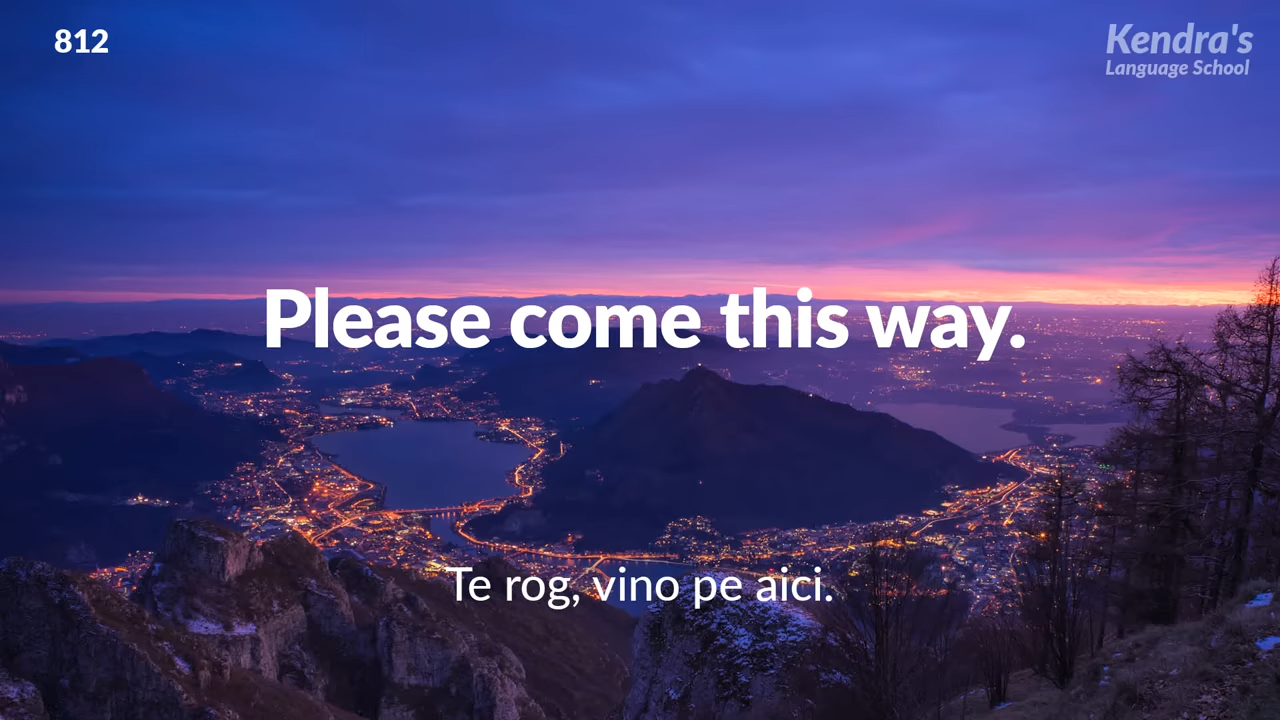 812
Kendra's
Language School
Please come this way.
Te rog, vino pe aici.